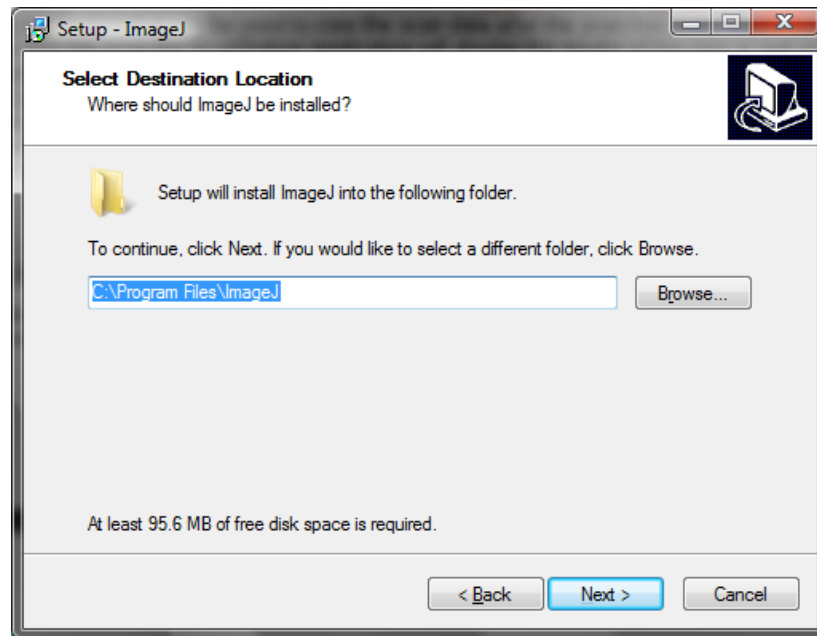 Setup - ImageJ
Select Destination Location
Where should ImageJ be installed?
Setup will install ImageJ into the following folder.
To continue, click Next. If you would like to select a different folder, click Browse.
C:\Program Files\ImageJ
Browse...
At least 95.6 MB of free disk space is required.
< Back
Next >
Cancel